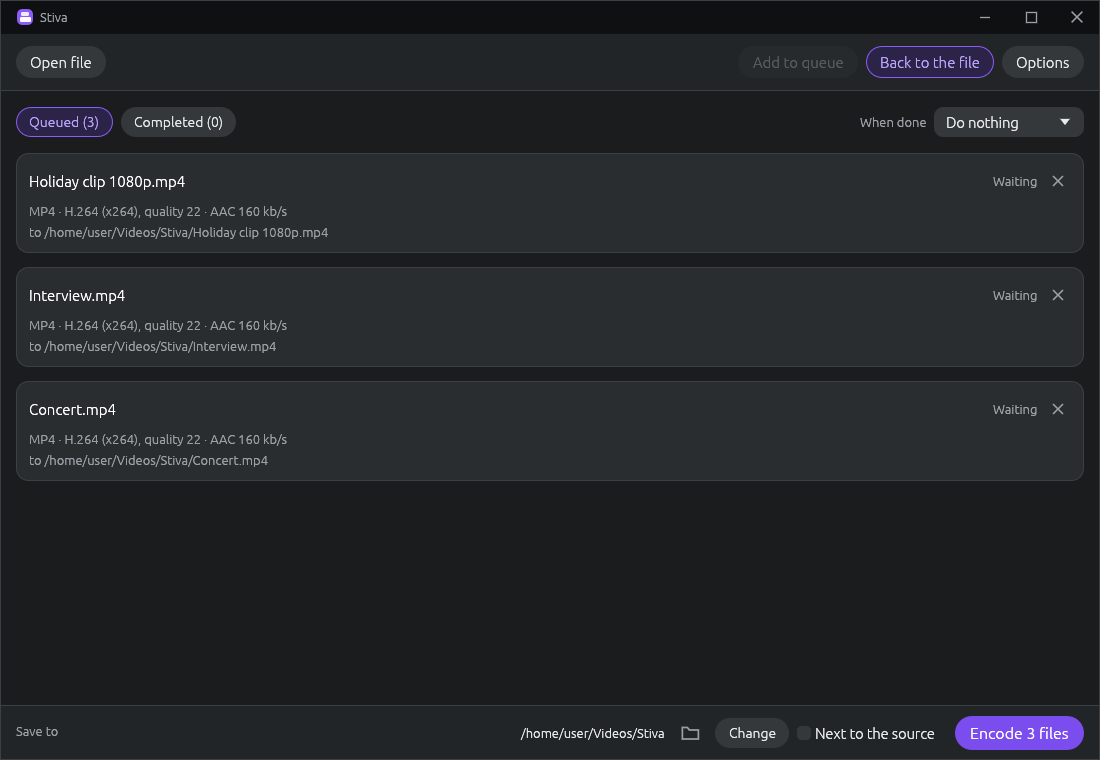 Stiva
Open file
Add to queue
Back to the file
Options
Queued (3)
Completed (0)
When done
Do nothing
Holiday clip 1080p.mp4
Waiting
MP4 · H.264 (x264), quality 22 · AAC 160 kb/s
to /home/user/Videos/Stiva/Holiday clip 1080p.mp4
Interview.mp4
Waiting
MP4 · H.264 (x264), quality 22 · AAC 160 kb/s
to /home/user/Videos/Stiva/Interview.mp4
Concert.mp4
Waiting
MP4 · H.264 (x264), quality 22 · AAC 160 kb/s
to /home/user/Videos/Stiva/Concert.mp4
Save to
/home/user/Videos/Stiva
Change
Next to the source
Encode 3 files